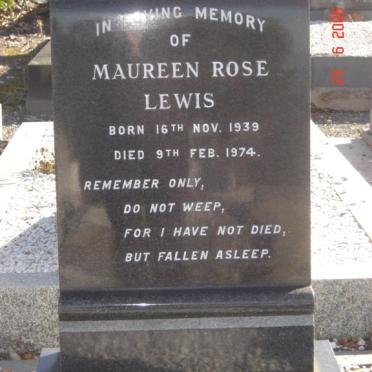 IN LOVING MEMORY
OF
MAUREEN ROSE
LEWIS
BORN 16TH NOV. 1939
DIED 9TH FEB. 1974.
REMEMBER ONLY,
DO NOT WEEP,
FOR I HAVE NOT DIED,
BUT FALLEN ASLEEP.